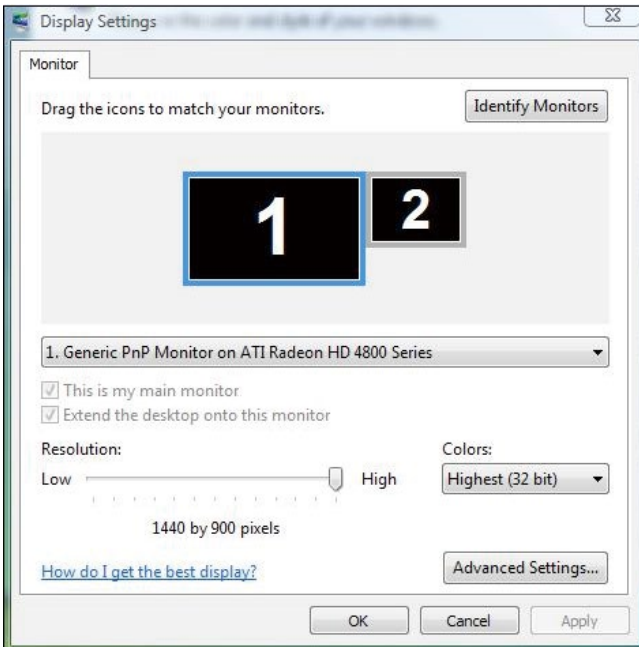 Display Settings
Monitor
Drag the icons to match your monitors.
Identify Monitors
1
2
1. Generic PnP Monitor on ATI Radeon HD 4800 Series
This is my main monitor
Extend the desktop onto this monitor
Resolution:
Colors:
Low
High
Highest (32 bit)
1440 by 900 pixels
How do I get the best display?
Advanced Settings...
OK
Cancel
Apply